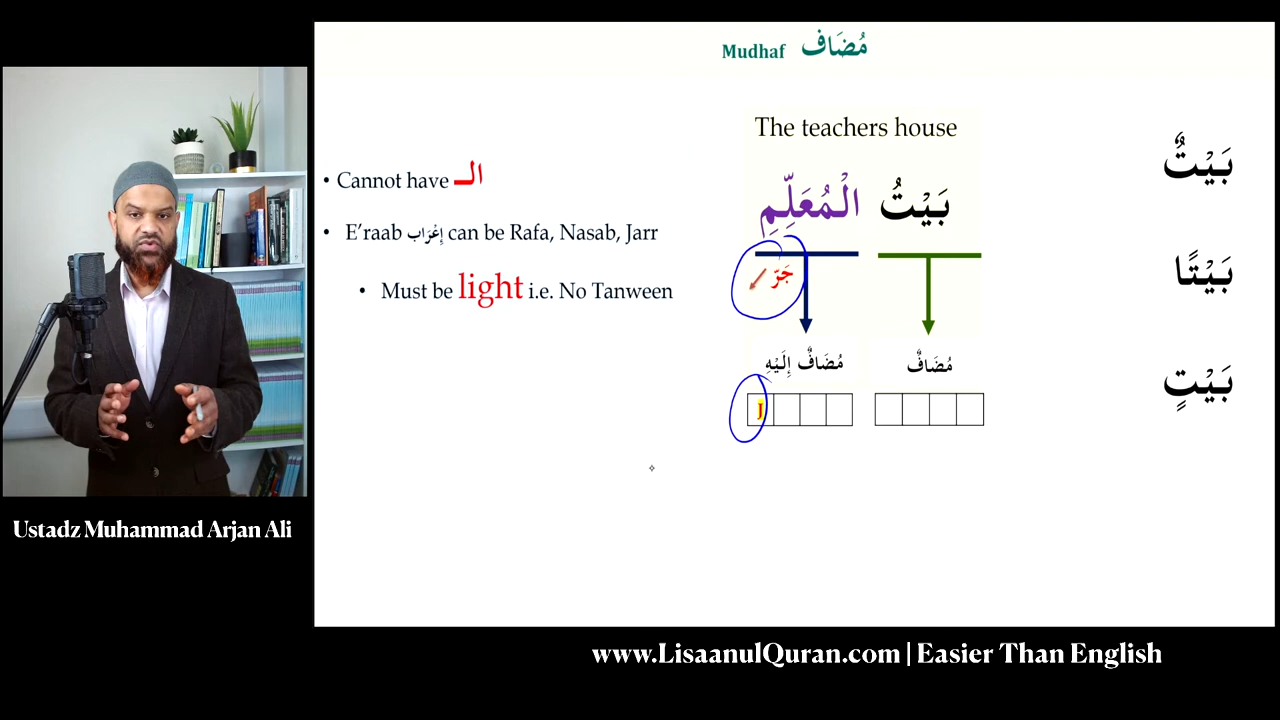 Mudhaf مُضَاف
• Cannot have الـ
• E'raab إِعْرَاب can be Rafa, Nasab, Jarr
• Must be light i.e. No Tanween
The teachers house
بَيْتُ الْمُعَلِّمِ
جَرّ
مُضَافٌ مُضَافٌ إِلَيْهِ
J
بَيْتٌ
بَيْتًا
بَيْتٍ
Ustadz Muhammad Arjan Ali
www.LisaanulQuran.com | Easier Than English